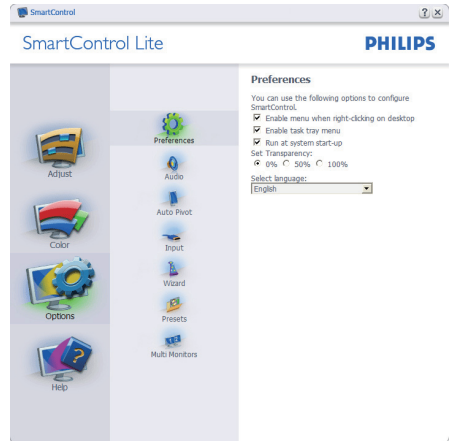 SmartControl
SmartControl Lite
PHILIPS
Adjust
Color
Options
Help
Preferences
Audio
Auto Pivot
Input
Wizard
Presets
Multi Monitors
Preferences
You can use the following options to configure
SmartControl.
Enable menu when right-clicking on desktop
Enable task tray menu
Run at system start-up
Set Transparency:
0% 50% 100%
Select language:
English